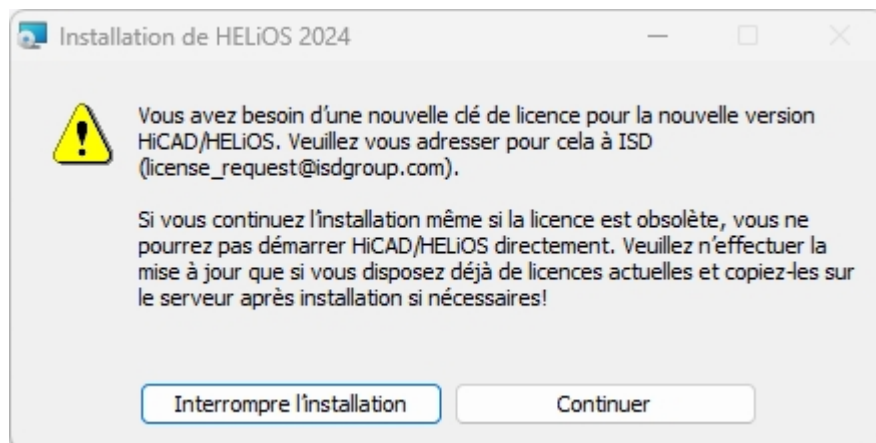 Installation de HELiOS 2024
Vous avez besoin d'une nouvelle clé de licence pour la nouvelle version
HiCAD/HELiOS. Veuillez vous adresser pour cela à ISD
(license_request@isdgroup.com).
Si vous continuez l'installation même si la licence est obsolète, vous ne
pourrez pas démarrer HiCAD/HELiOS directement. Veuillez n'effectuer la
mise à jour que si vous disposez déjà de licences actuelles et copiez-les sur
le serveur après installation si nécessaires!
Interrompre l'installation
Continuer